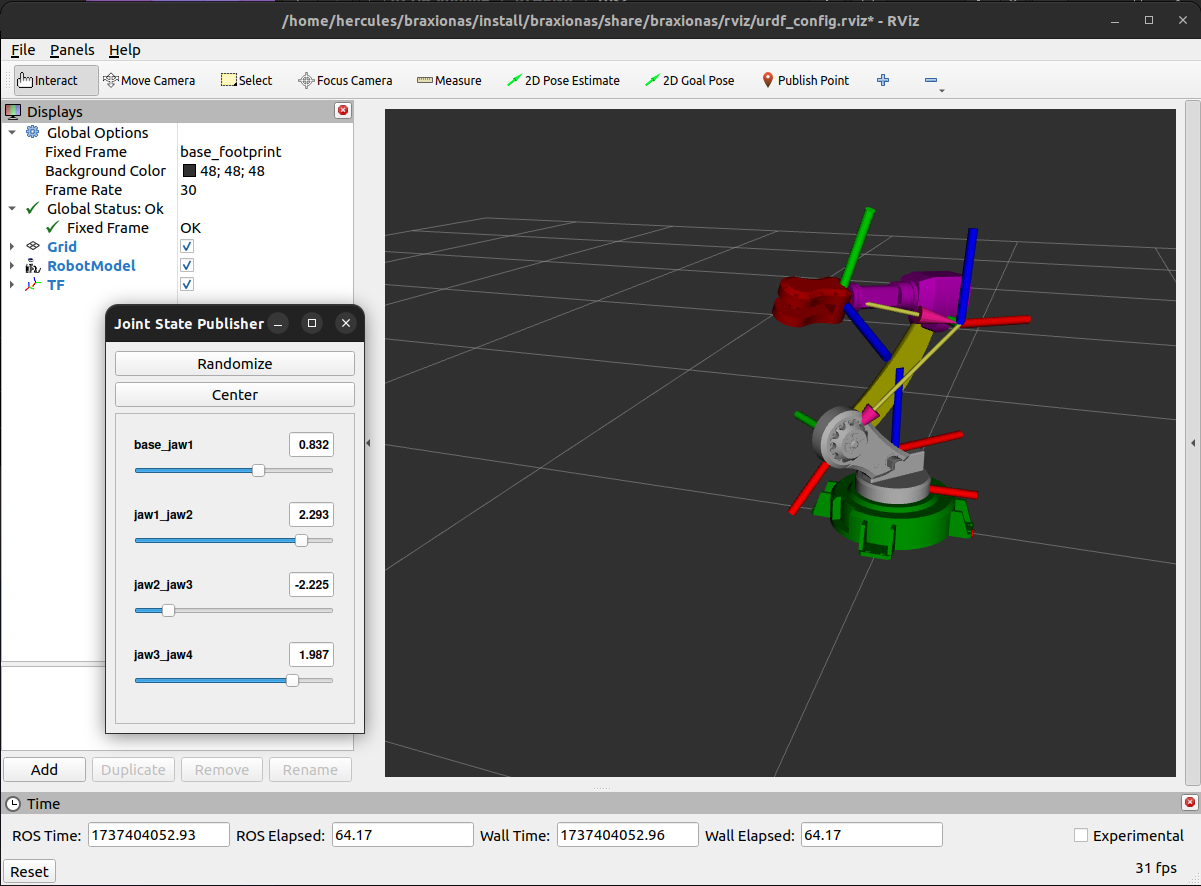 /home/hercules/braxionas/install/braxionas/share/braxionas/rviz/urdf_config.rviz* - RViz
File Panels Help
Interact Move Camera Select Focus Camera Measure 2D Pose Estimate 2D Goal Pose Publish Point
Displays
Global Options
Fixed Frame base_footprint
Background Color 48; 48; 48
Frame Rate 30
Global Status: Ok
Fixed Frame OK
Grid
RobotModel
TF
Joint State Publisher
Randomize
Center
base_jaw1 0.832
jaw1_jaw2 2.293
jaw2_jaw3 -2.225
jaw3_jaw4 1.987
Add Duplicate Remove Rename
Time
ROS Time: 1737404052.93 ROS Elapsed: 64.17 Wall Time: 1737404052.96 Wall Elapsed: 64.17 Experimental
Reset 31 fps